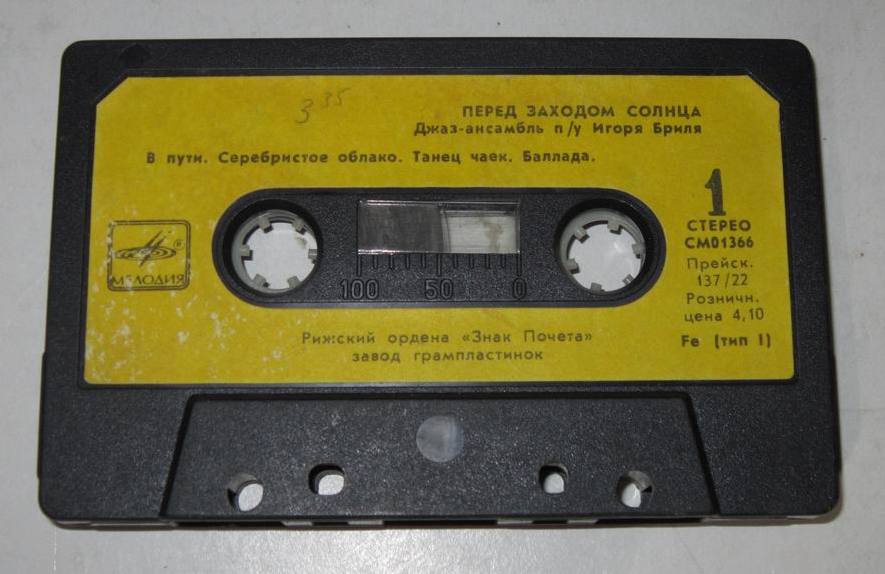 3 35
ПЕРЕД ЗАХОДОМ СОЛНЦА
Джаз-ансамбль п/у Игоря Бриля
В пути. Серебристое облако. Танец чаек. Баллада.
1
СТЕРЕО
СМ01366
Прейск.
137/22
Розничн.
цена 4,10
Fe (тип I)
МЕЛОДИЯ
100 50 0
Рижский ордена «Знак Почета»
завод грампластинок